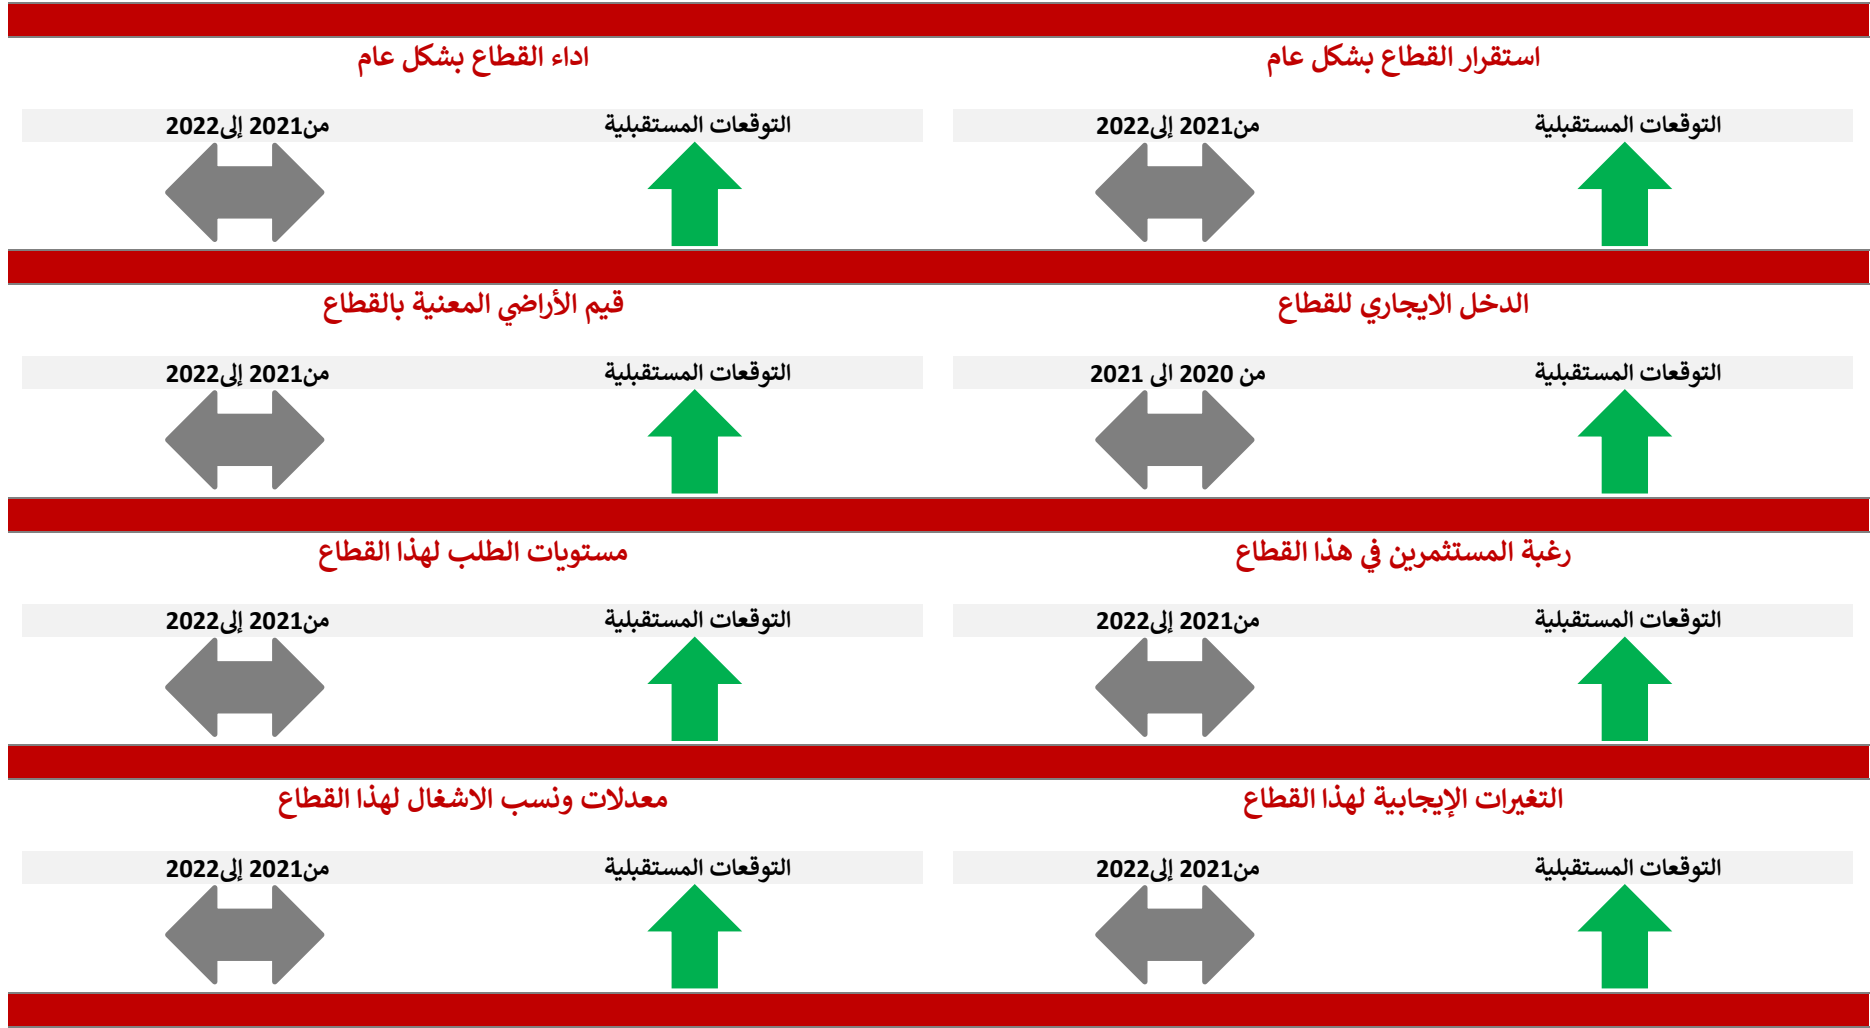 استقرار القطاع بشكل عام
اداء القطاع بشكل عام
التوقعات المستقبلية
من2021 إلى2022
التوقعات المستقبلية
من2021 إلى2022
الدخل الايجاري للقطاع
قيم الأراضي المعنية بالقطاع
التوقعات المستقبلية
من 2020 الى 2021
التوقعات المستقبلية
من2021 إلى2022
رغبة المستثمرين في هذا القطاع
مستويات الطلب لهذا القطاع
التوقعات المستقبلية
من2021 إلى2022
التوقعات المستقبلية
من2021 إلى2022
التغيرات الإيجابية لهذا القطاع
معدلات ونسب الاشغال لهذا القطاع
التوقعات المستقبلية
من2021 إلى2022
التوقعات المستقبلية
من2021 إلى2022